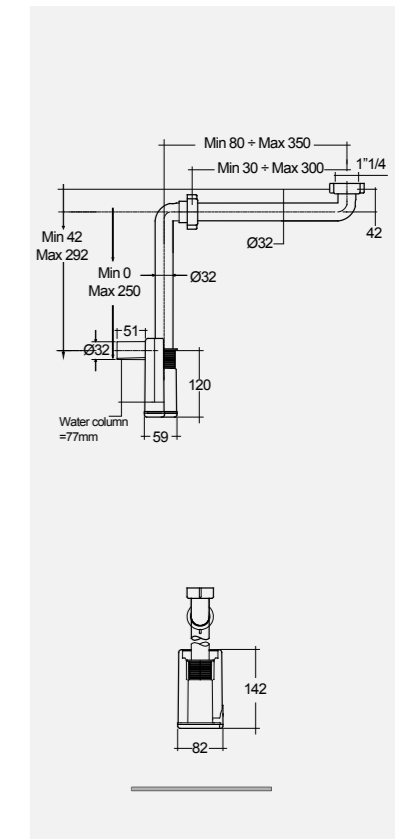 Min 80 ÷ Max 350
Min 30 ÷ Max 300
1”1/4
42
Ø32
Min 42
Max 292
Min 0
Max 250
Ø32
51
Ø32
120
Water column
=77mm
59
142
82